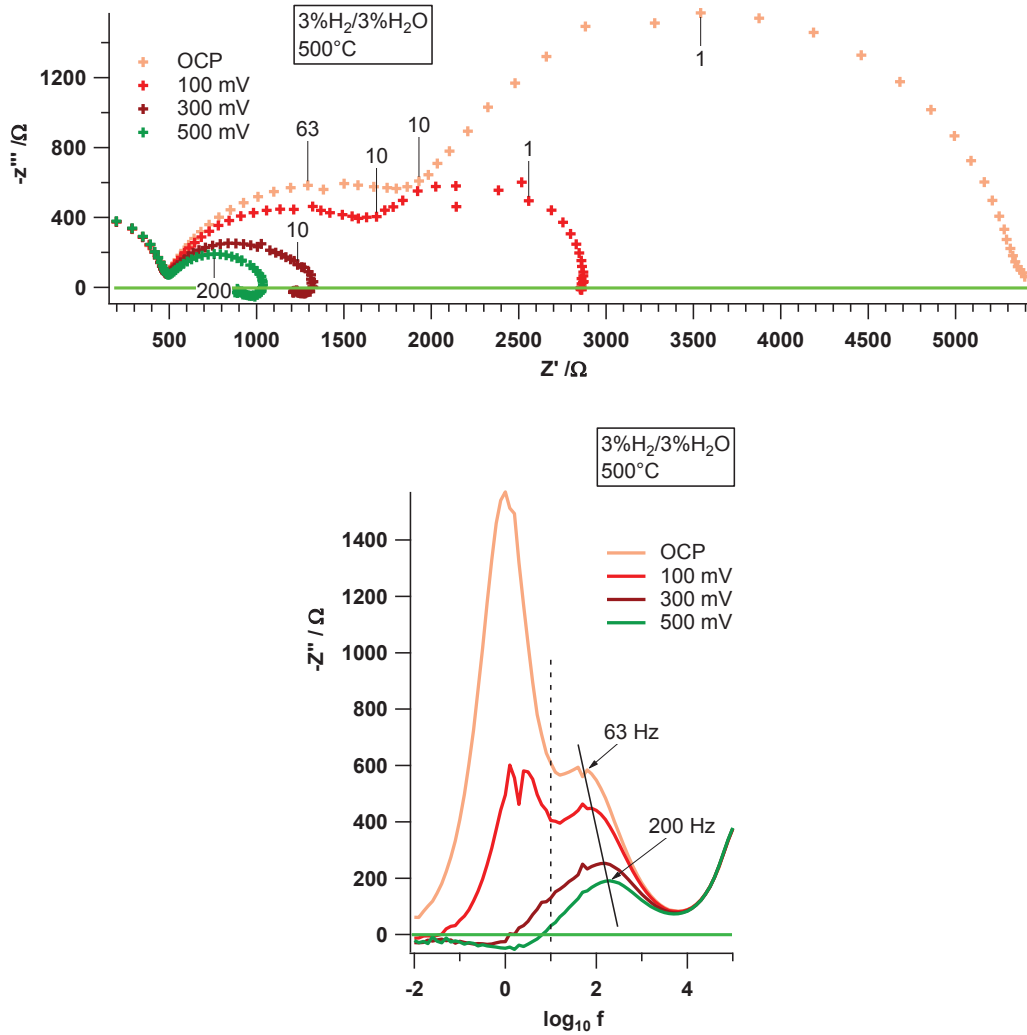 3%H₂/3%H₂O
500°C
OCP
100 mV
300 mV
500 mV
-z''' /Ω
1200
800
400
0
63
10
10
1
1
10
200
500
1000
1500
2000
2500
3000
3500
4000
4500
5000
Z' /Ω
3%H₂/3%H₂O
500°C
OCP
100 mV
300 mV
500 mV
-Z'' / Ω
1400
1200
1000
800
600
400
200
0
63 Hz
200 Hz
-2
0
2
4
log₁₀ f